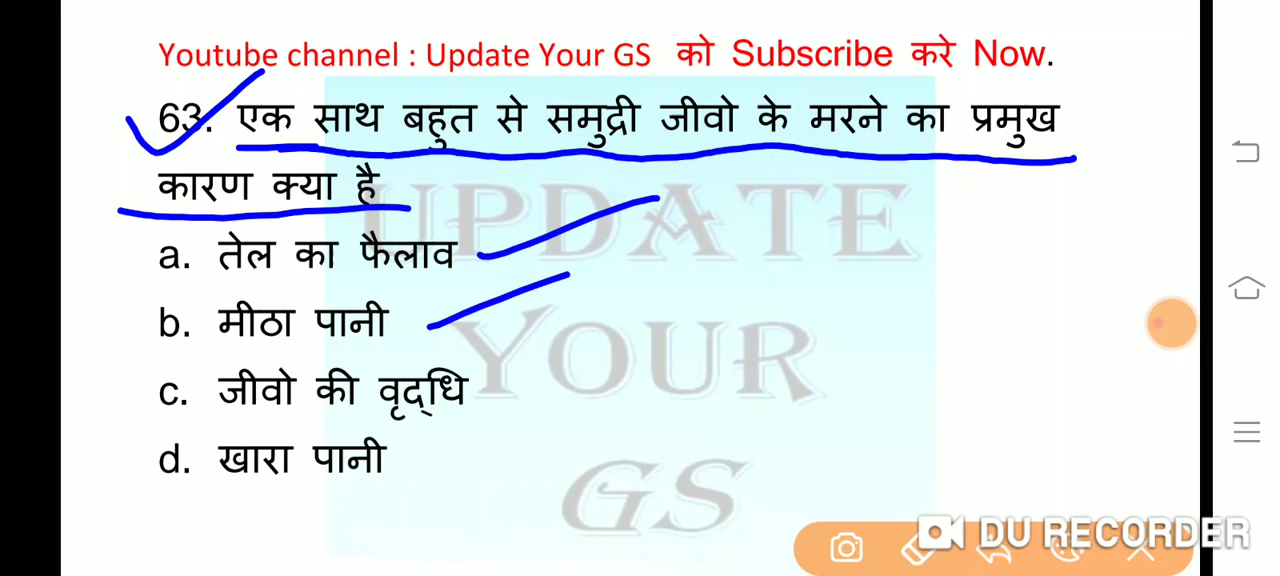 Youtube channel : Update Your GS को Subscribe करे Now.
63. एक साथ बहुत से समुद्री जीवो के मरने का प्रमुख
कारण क्या है
a. तेल का फैलाव
b. मीठा पानी
c. जीवो की वृद्‌धि
d. खारा पानी
UPDATE
YOUR
GS
DU RECORDER